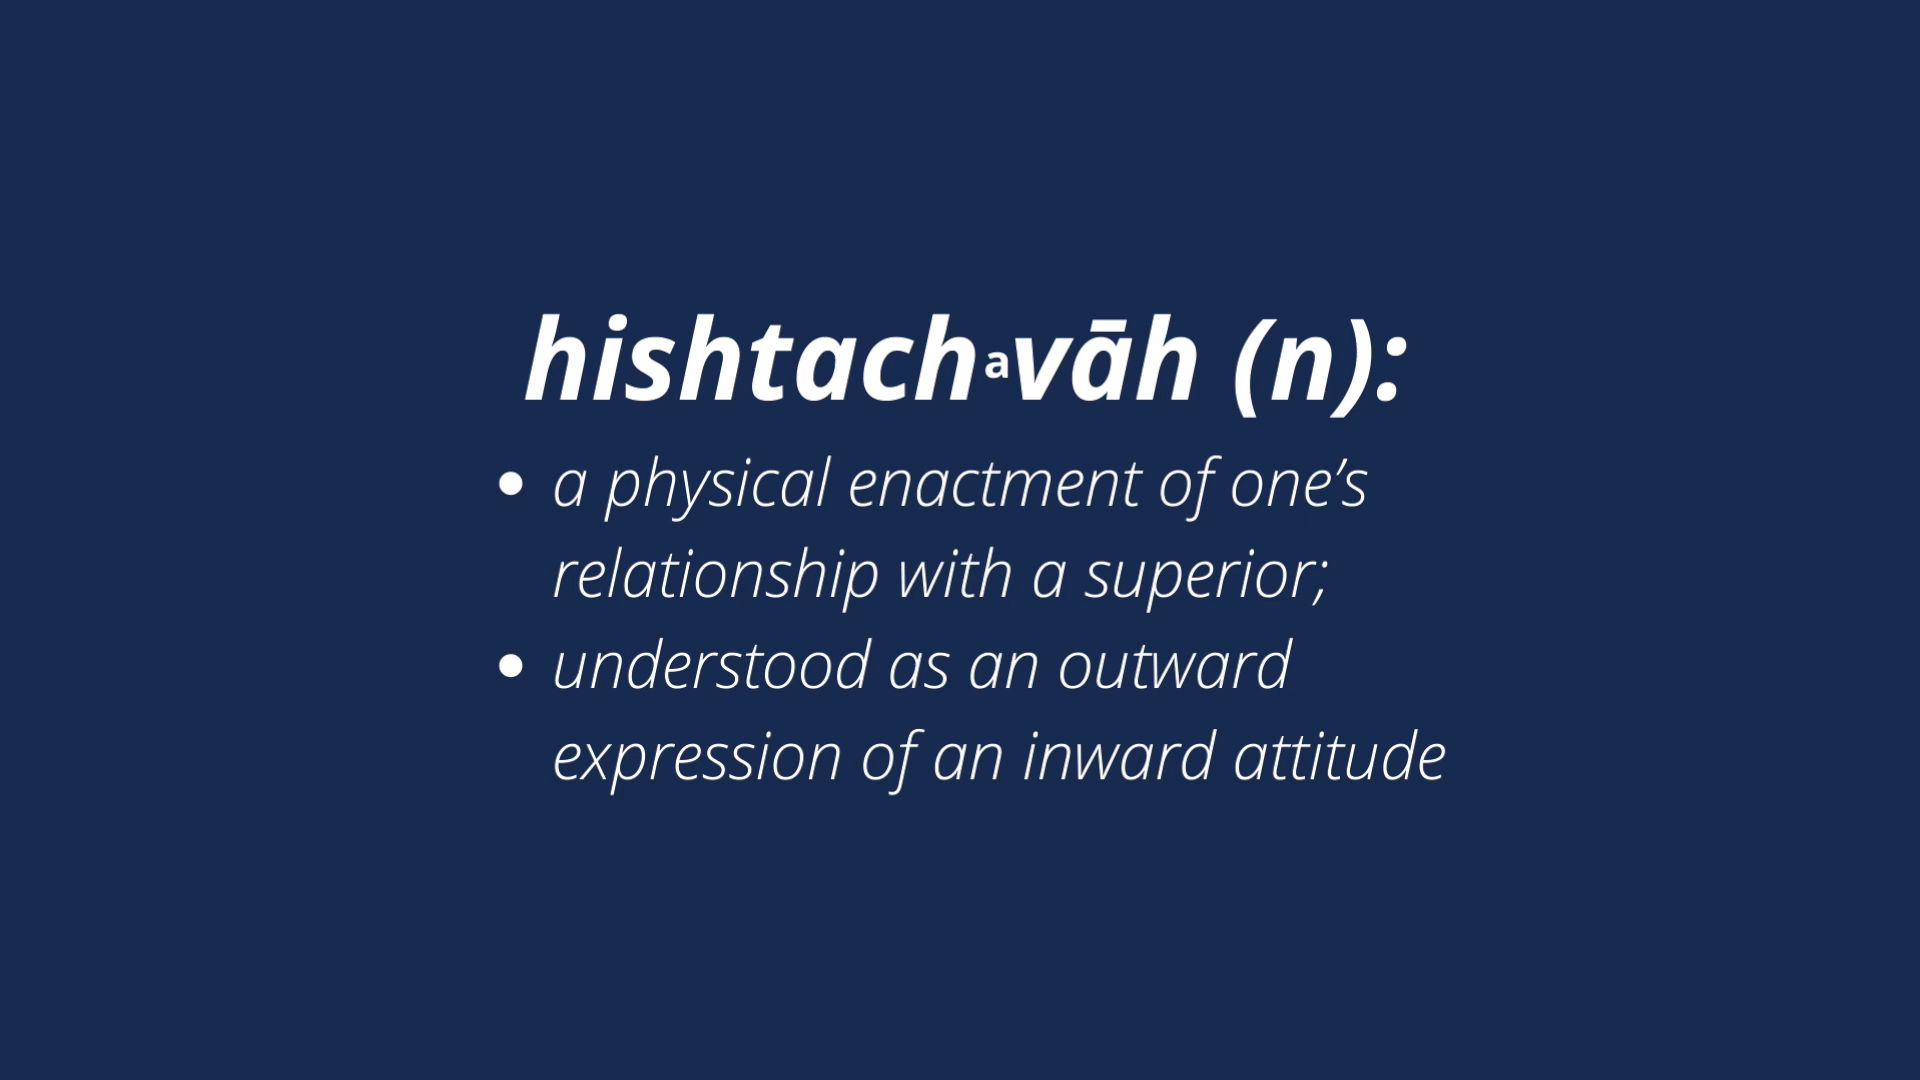 hishtachᵃvāh (n):
• a physical enactment of one’s
relationship with a superior;
• understood as an outward
expression of an inward attitude